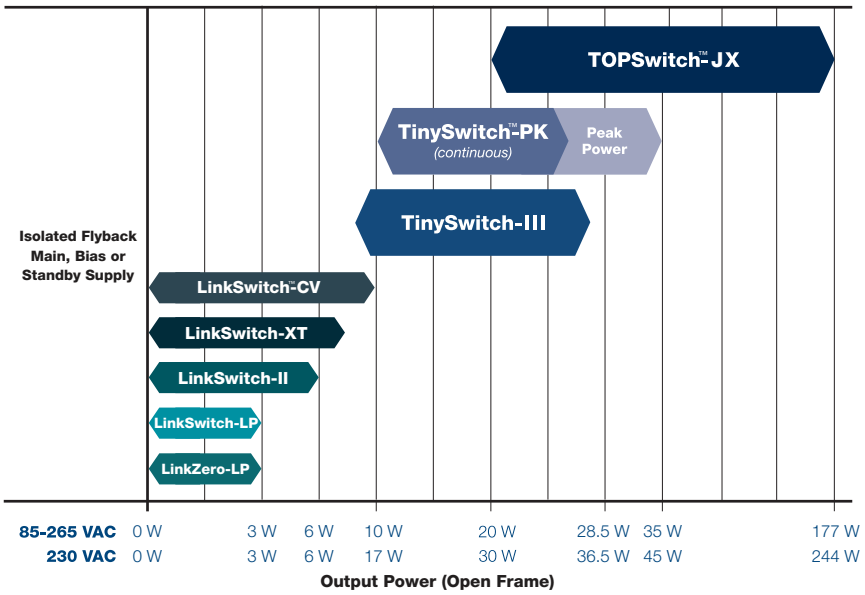 TOPSwitch™-JX
TinySwitch™-PK
(continuous)
Peak
Power
TinySwitch-III
Isolated Flyback
Main, Bias or
Standby Supply
LinkSwitch™-CV
LinkSwitch-XT
LinkSwitch-II
LinkSwitch-LP
LinkZero-LP
85-265 VAC 0 W 3 W 6 W 10 W 20 W 28.5 W 35 W 177 W
230 VAC 0 W 3 W 6 W 17 W 30 W 36.5 W 45 W 244 W
Output Power (Open Frame)